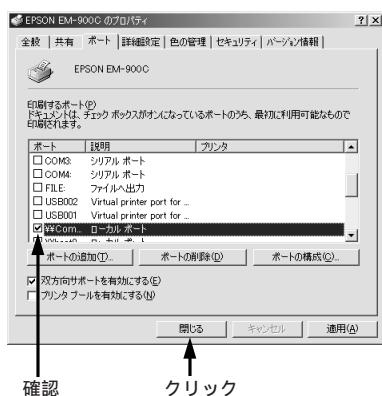 EPSON EM-900C のプロパティ
全般 共有 ポート 詳細設定 色の管理 セキュリティ バージョン情報
EPSON EM-900C
印刷するポート(P)
ドキュメントは、チェック ボックスがオンになっているポートのうち、最初に利用可能なもので
印刷されます。
ポート 説明 プリンタ
COM3: シリアル ポート
COM4: シリアル ポート
FILE: ファイルへ出力
USB002 Virtual printer port for ...
USB001 Virtual printer port for ...
¥¥Com... ローカル ポート
ポートの追加(T)... ポートの削除(D) ポートの構成(C)...
双方向サポートを有効にする(E)
プリンタ プールを有効にする(N)
閉じる キャンセル 適用(A)
確認 クリック